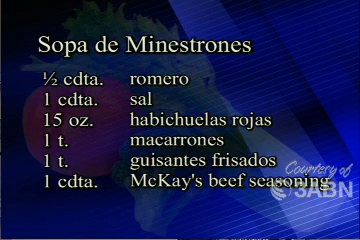 Sopa de Minestrones
½ cdta. romero
1 cdta. sal
15 oz. habichuelas rojas
1 t. macarrones
1 t. guisantes frisados
1 cdta. McKay's beef seasoning
Courtesy of
3ABN